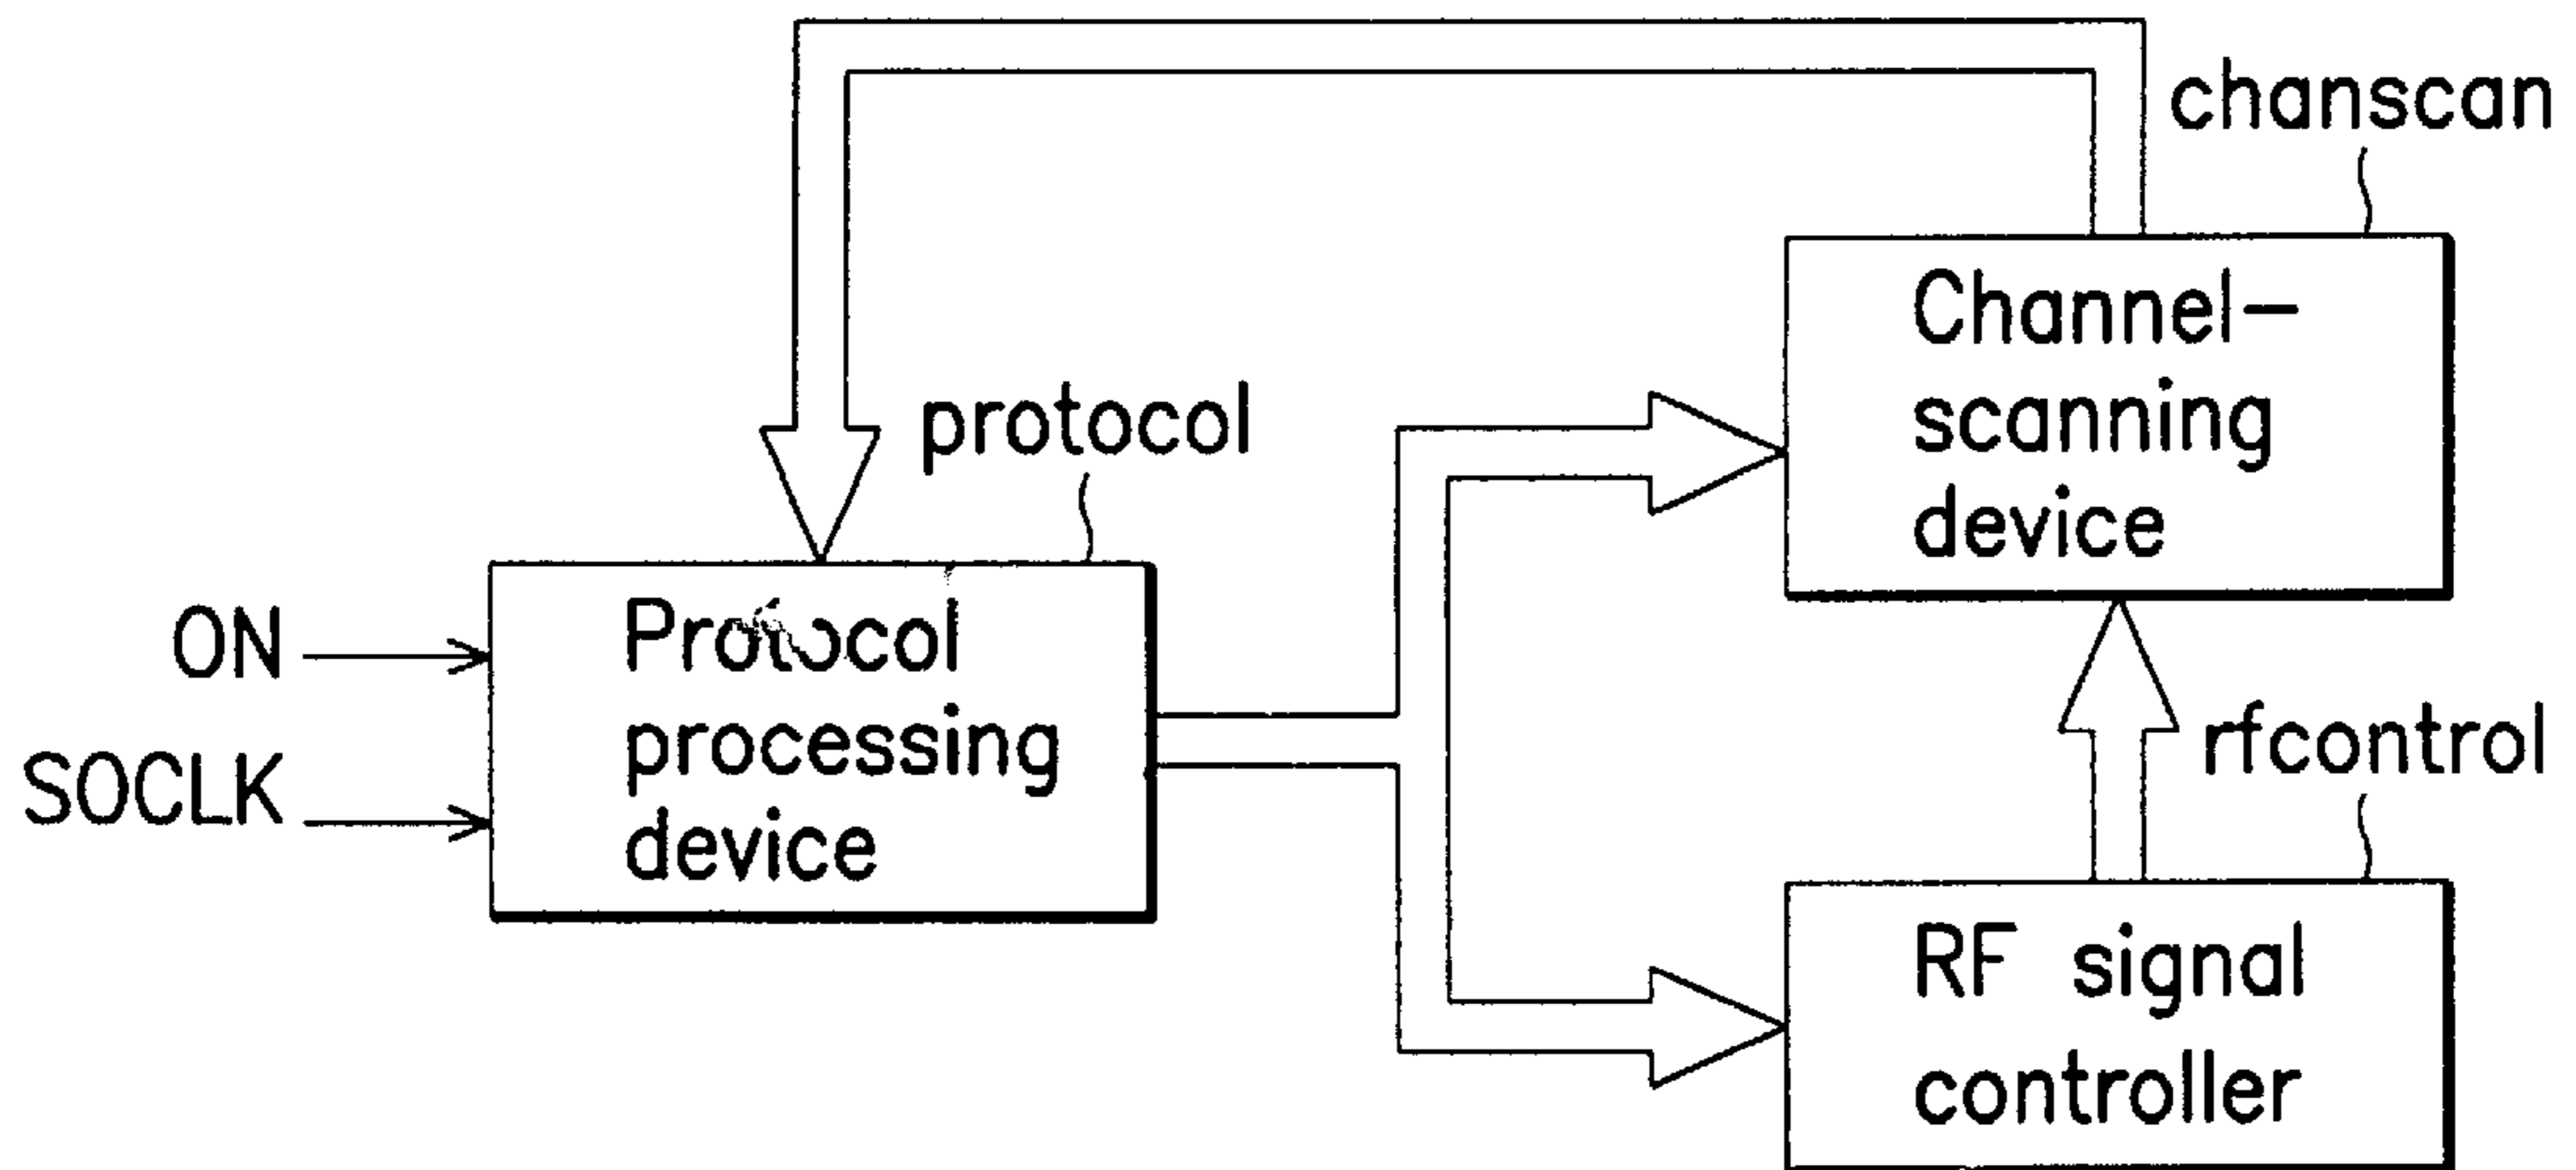 chanscan
Channel-
scanning
device
protocol
Protocol
processing
device
ON
SOCLK
rfcontrol
RF signal
controller